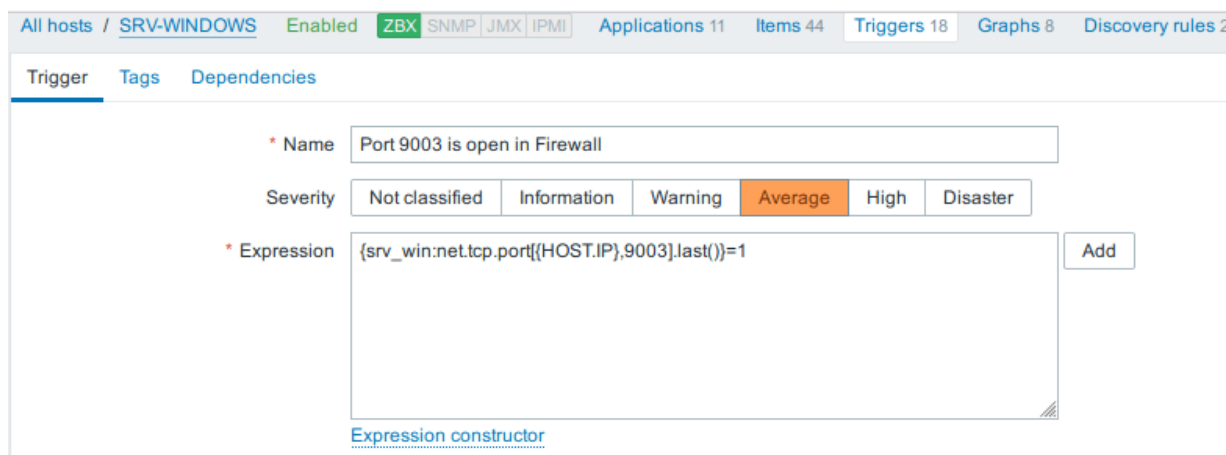 All hosts / SRV-WINDOWS Enabled ZBX SNMP JMX IPMI Applications 11 Items 44 Triggers 18 Graphs 8 Discovery rules 2
Trigger Tags Dependencies
* Name Port 9003 is open in Firewall
Severity Not classified Information Warning Average High Disaster
* Expression {srv_win:net.tcp.port[{HOST.IP},9003].last()}=1 Add
Expression constructor